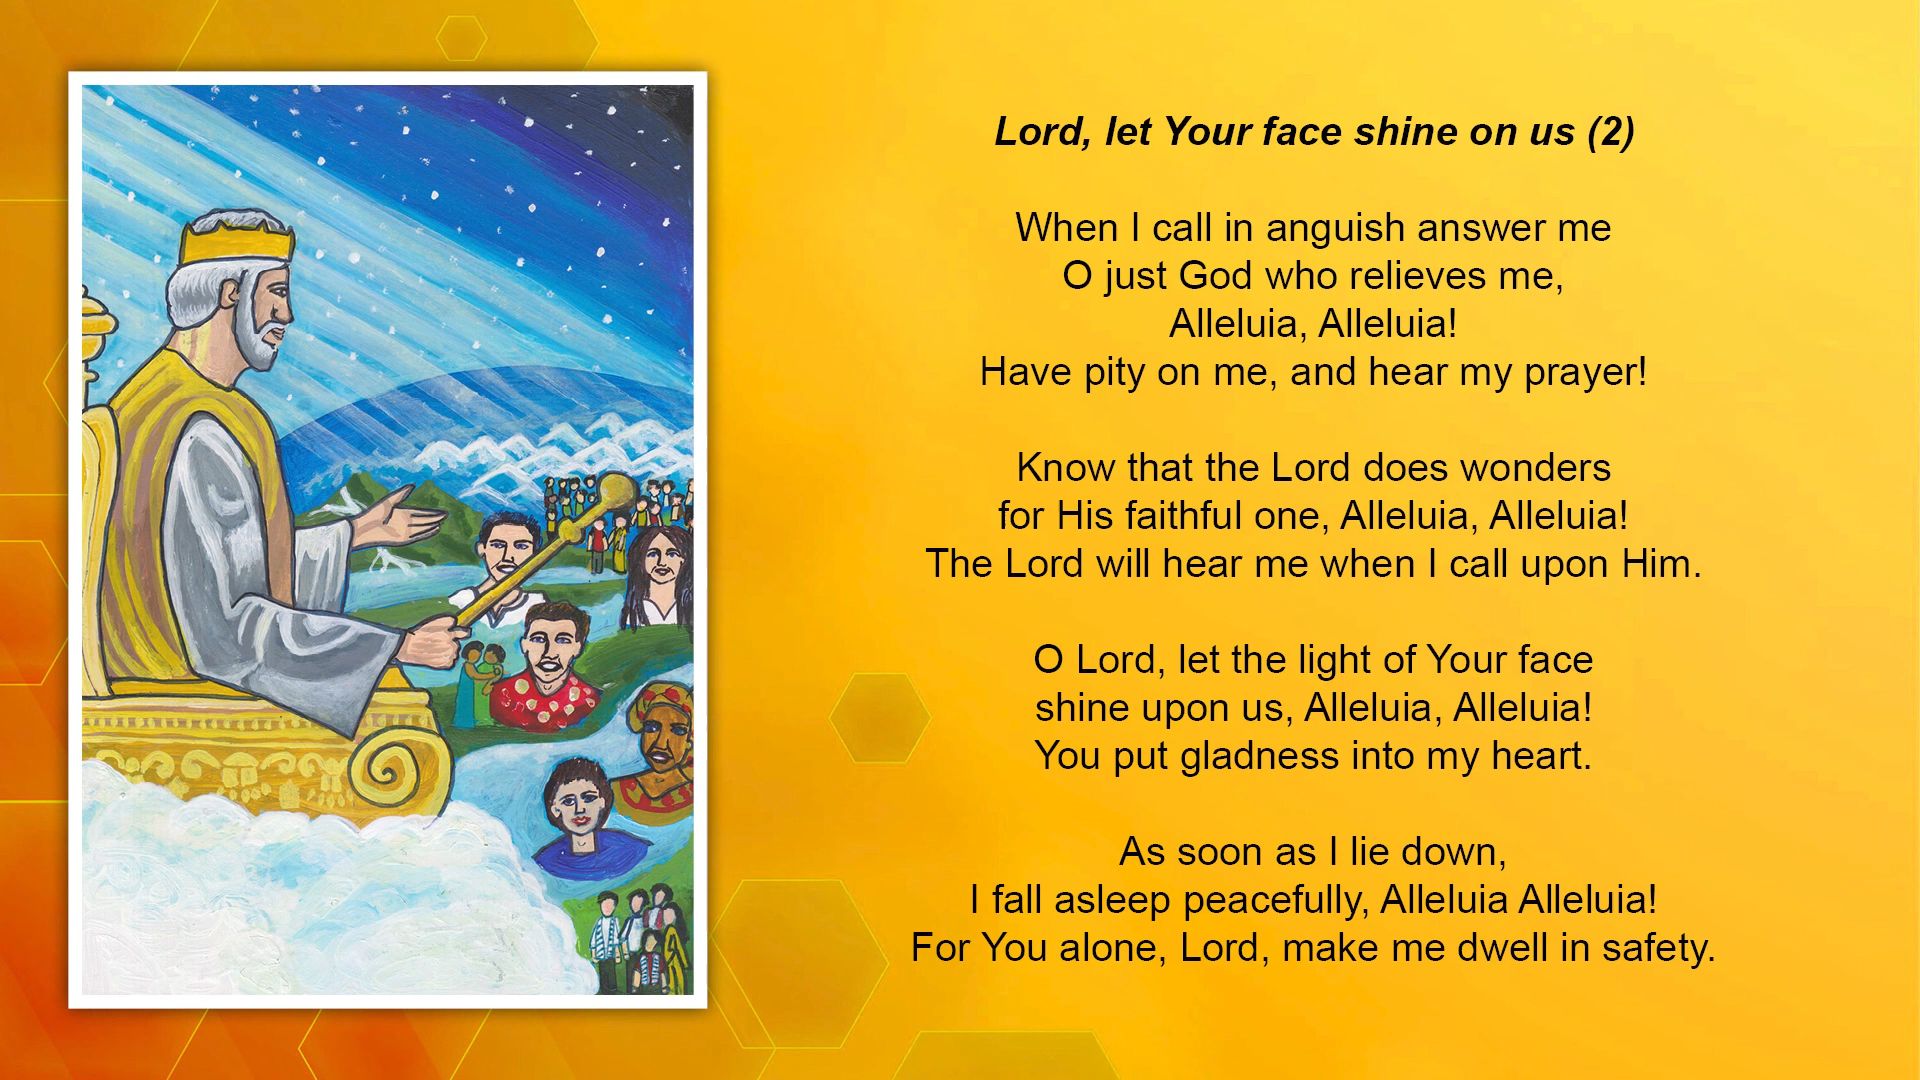 Lord, let Your face shine on us (2)
When I call in anguish answer me
O just God who relieves me,
Alleluia, Alleluia!
Have pity on me, and hear my prayer!
Know that the Lord does wonders
for His faithful one, Alleluia, Alleluia!
The Lord will hear me when I call upon Him.
O Lord, let the light of Your face
shine upon us, Alleluia, Alleluia!
You put gladness into my heart.
As soon as I lie down,
I fall asleep peacefully, Alleluia Alleluia!
For You alone, Lord, make me dwell in safety.